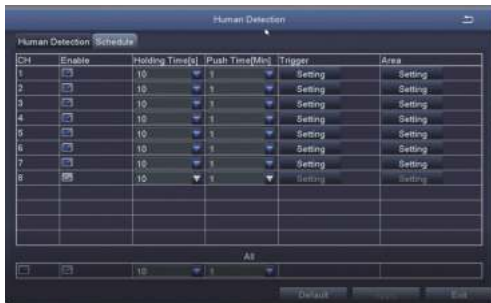 Human Detection
Human Detection Schedule
CH Enable Holding Time[s] Push Time[Min] Trigger Area
1 10 1 Setting Setting
2 10 1 Setting Setting
3 10 1 Setting Setting
4 10 1 Setting Setting
5 10 1 Setting Setting
6 10 1 Setting Setting
7 10 1 Setting Setting
8 10 1 Setting Setting
All
10 1
Default Exit